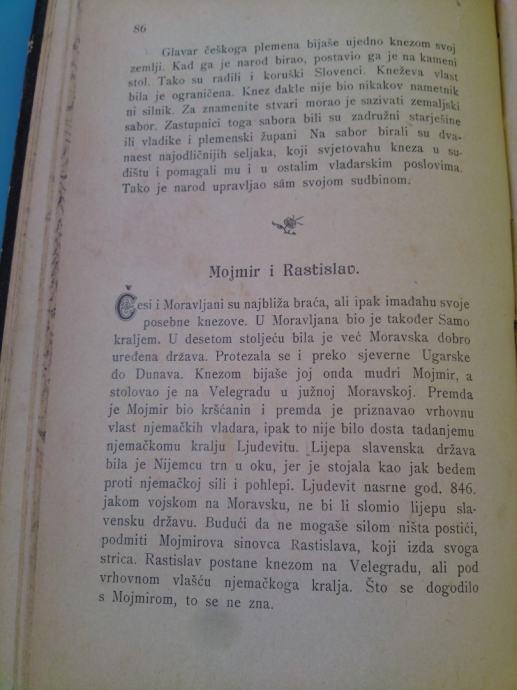 86
Glavar češkoga plemena bijaše ujedno knezom svoj
zemlji. Kad ga je narod birao, postavio ga je na kameni
stol. Tako su radili i koruški Slovenci. Kneževa vlast
bila je ograničena. Knez dakle nije bio nikakov nametnik
ni silnik. Za znamenite stvari morao je sazivati zemaljski
sabor. Zastupnici toga sabora bili su zadružni starješine
ili vladike i plemenski župani Na sabor birali su dva-
naest najodličnijih seljaka, koji svjetovahu kneza u su-
dištu i pomagali mu i u ostalim vladarskim poslovima.
Tako je narod upravljao sâm svojom sudbinom.
Mojmir i Rastislav.
Česi i Moravljani su najbliža braća, ali ipak imađahu svoje
posebne knezove. U Moravljana bio je također Samo
kraljem. U desetom stoljeću bila je već Moravska dobro
uređena država. Protezala se i preko sjeverne Ugarske
do Dunava. Knezom bijaše joj onda mudri Mojmir, a
stolovao je na Velegradu u južnoj Moravskoj. Premda
je Mojmir bio kršćanin i premda je priznavao vrhovnu
vlast njemačkih vladara, ipak to nije bilo dosta tadanjemu
njemačkomu kralju Ljudevitu. Lijepa slavenska država
bila je Nijemcu trn u oku, jer je stojala kao jak bedem
proti njemačkoj sili i pohlepi. Ljudevit nasrne god. 846.
jakom vojskom na Moravsku, ne bi li slomio lijepu sla-
vensku državu. Budući da ne mogaše silom ništa postići,
podmiti Mojmirova sinovca Rastislava, koji izda svoga
strica. Rastislav postane knezom na Velegradu, ali pod
vrhovnom vlašću njemačkoga kralja. Što se dogodilo
s Mojmirom, to se ne zna.